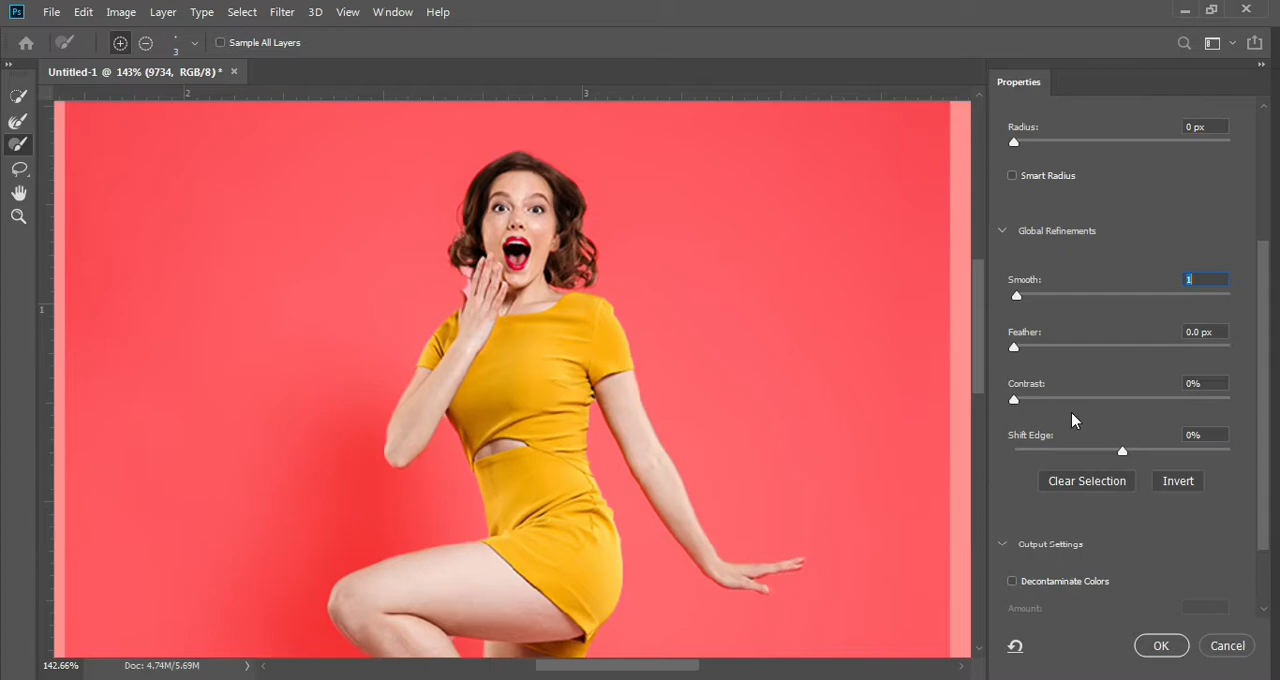 Ps File Edit Image Layer Type Select Filter 3D View Window Help
3 Sample All Layers
Untitled-1 @ 143% (9734, RGB/8) * ×
Properties
2 3
1
Radius: 0 px
Smart Radius
Global Refinements
Smooth: 1
Feather: 0.0 px
Contrast: 0%
Shift Edge: 0%
Clear Selection Invert
Output Settings
Decontaminate Colors
Amount:
OK Cancel
142.66% Doc: 4.74M/5.69M